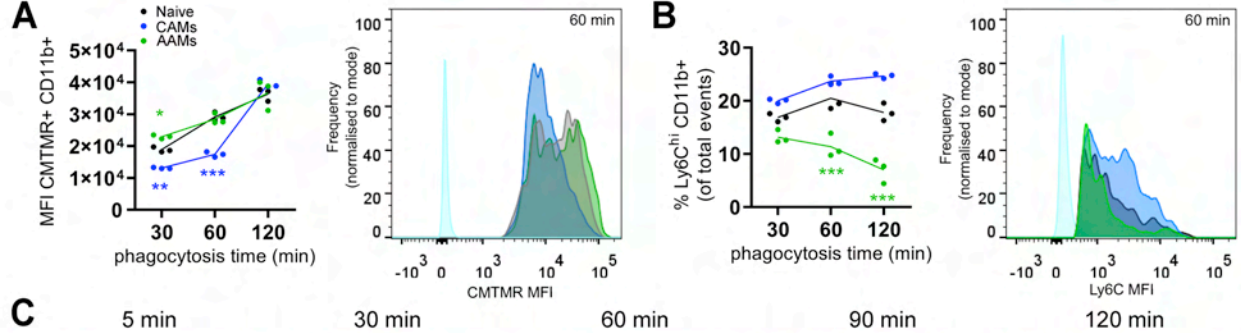 A
Naive
CAMs
AAMs
MFI CMTMR+ CD11b+
5×10⁴
4×10⁴
3×10⁴
2×10⁴
1×10⁴
0
*
**
***
30 60 120
phagocytosis time (min)
60 min
Frequency
(normalised to mode)
100
80
60
40
20
0
-10³ 0 10³ 10⁴ 10⁵
CMTMR MFI
B
% Ly6Cʰⁱ CD11b+
(of total events)
30
20
10
0
***
***
30 60 120
phagocytosis time (min)
60 min
Frequency
(normalised to mode)
100
80
60
40
20
0
-10³ 0 10³ 10⁴ 10⁵
Ly6C MFI
C
5 min 30 min 60 min 90 min 120 min